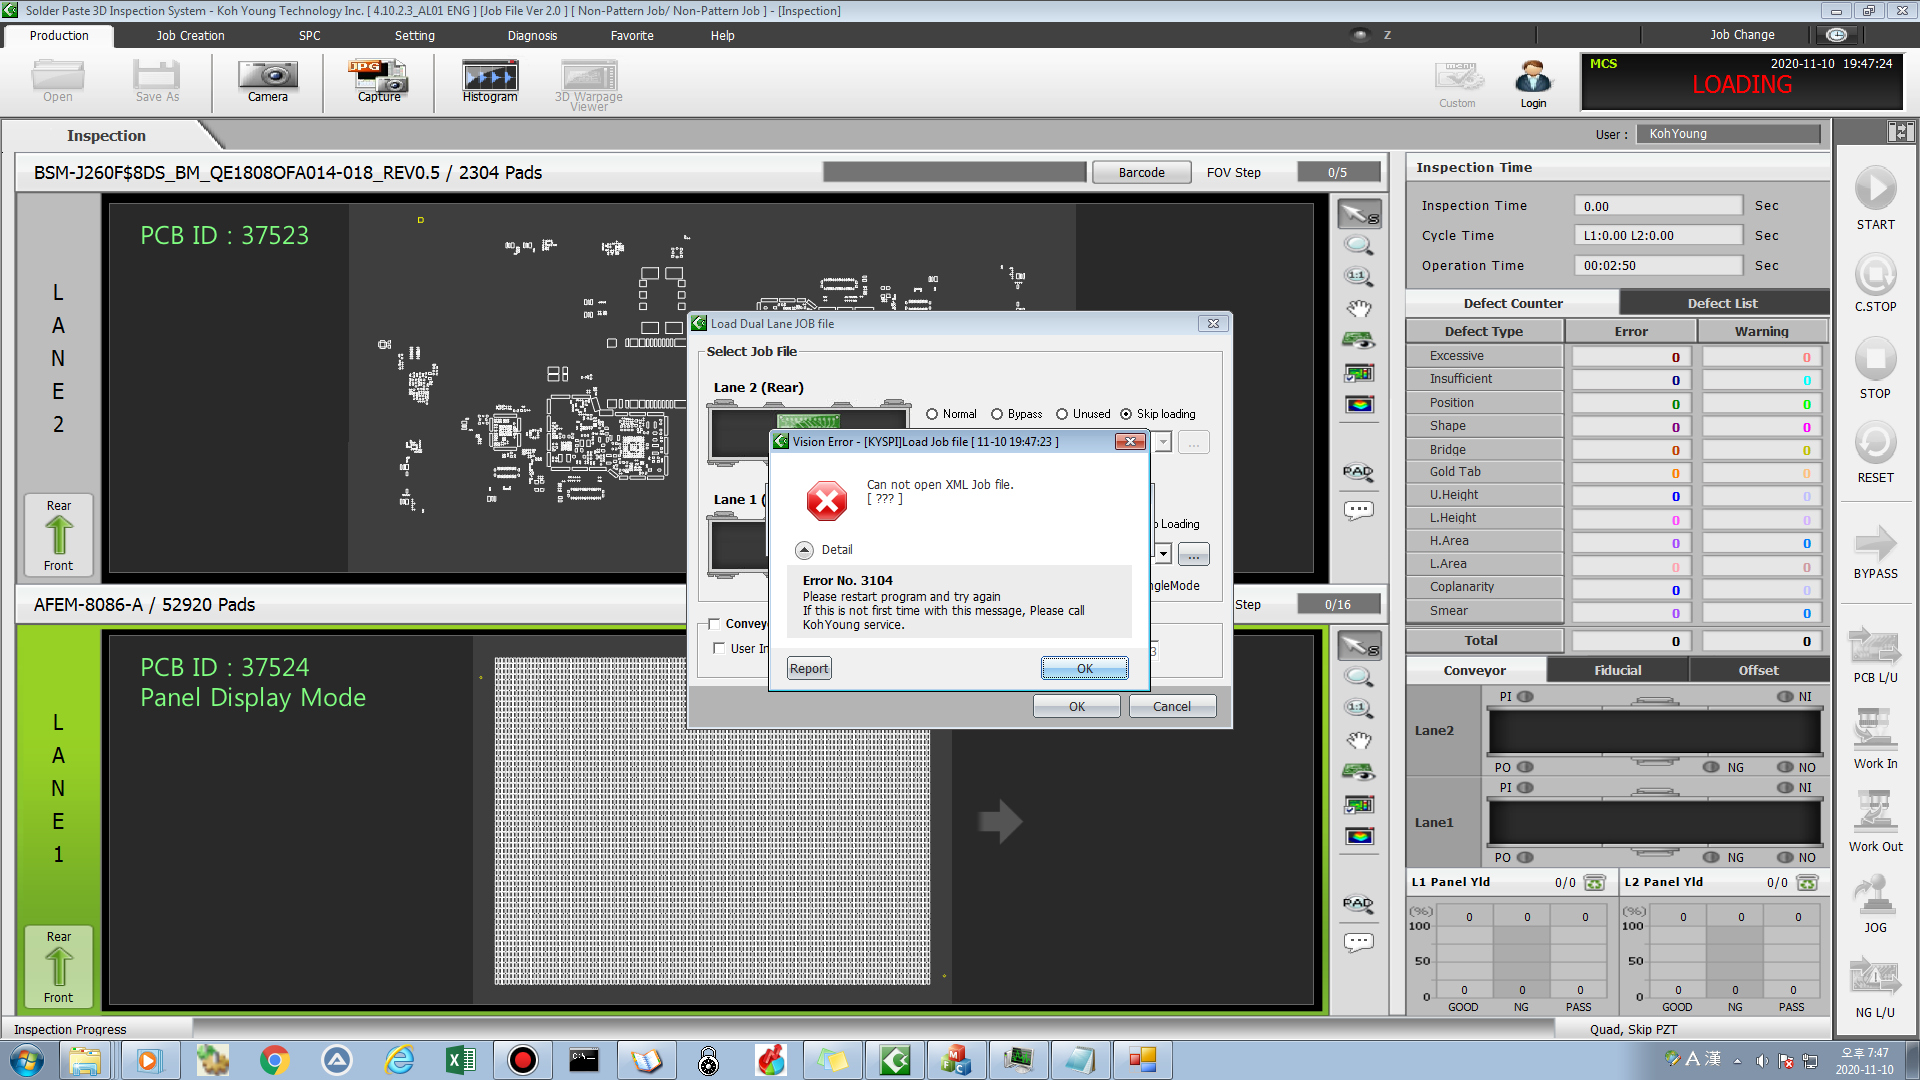 Solder Paste 3D Inspection System - Koh Young Technology Inc. [ 4.10.2.3_AL01 ENG ] [Job File Ver 2.0 ] [ Non-Pattern Job/ Non-Pattern Job ] - [Inspection]
Production Job Creation SPC Setting Diagnosis Favorite Help Z Job Change
Open Save As Camera JPG Capture Histogram 3D Warpage Viewer Custom Login
MCS 2020-11-10 19:47:24
LOADING
Inspection
User : KohYoung
BSM-J260F$8DS_BM_QE1808OFA014-018_REV0.5 / 2304 Pads Barcode FOV Step 0/5
LANE2
PCB ID : 37523
Rear
Front
AFEM-8086-A / 52920 Pads Step 0/16
LANE1
PCB ID : 37524
Panel Display Mode
Rear
Front
S
1:1
PAD
S
1:1
PAD
Load Dual Lane JOB file
Select Job File
Lane 2 (Rear)
Normal Bypass Unused Skip loading
...
Lane 1 (
Loading
...
ngleMode
Convey
User In
3
OK Cancel
Vision Error - [KYSPI]Load Job file [ 11-10 19:47:23 ]
Can not open XML Job file.
[ ??? ]
Detail
Error No. 3104
Please restart program and try again
If this is not first time with this message, Please call
KohYoung service.
Report OK
Inspection Time
Inspection Time 0.00 Sec
Cycle Time L1:0.00 L2:0.00 Sec
Operation Time 00:02:50 Sec
Defect Counter Defect List
Defect Type Error Warning
Excessive 0 0
Insufficient 0 0
Position 0 0
Shape 0 0
Bridge 0 0
Gold Tab 0 0
U.Height 0 0
L.Height 0 0
H.Area 0 0
L.Area 0 0
Coplanarity 0 0
Smear 0 0
Total 0 0
Conveyor Fiducial Offset
PI NI
Lane2
PO NG NO
PI NI
Lane1
PO NG NO
L1 Panel Yld 0/0 L2 Panel Yld 0/0
(%) 0 0 0 (%) 0 0 0
100 100
50 50
0 0 0 0 0 0 0 0
GOOD NG PASS GOOD NG PASS
START
C.STOP
STOP
RESET
BYPASS
PCB L/U
Work In
Work Out
JOG
NG L/U
Inspection Progress Quad, Skip PZT
A 漢 오후 7:47
2020-11-10